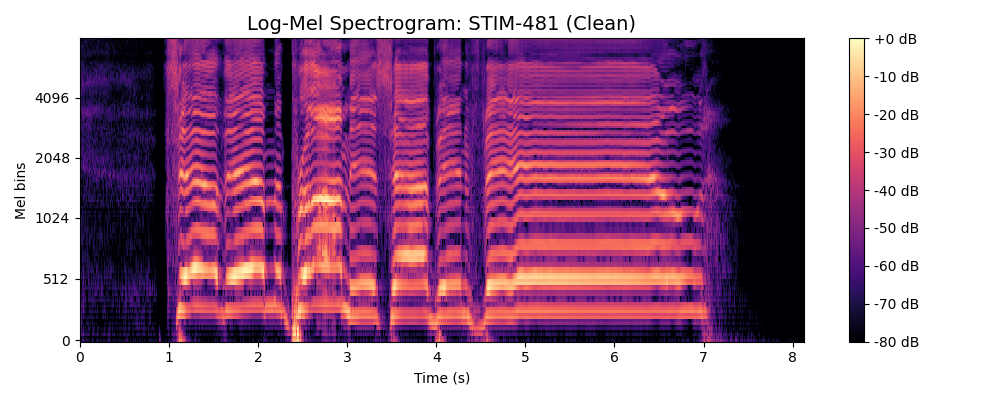 Log-Mel Spectrogram: STIM-481 (Clean)
Mel bins
4096
2048
1024
512
0
0 1 2 3 4 5 6 7 8
Time (s)
+0 dB
-10 dB
-20 dB
-30 dB
-40 dB
-50 dB
-60 dB
-70 dB
-80 dB